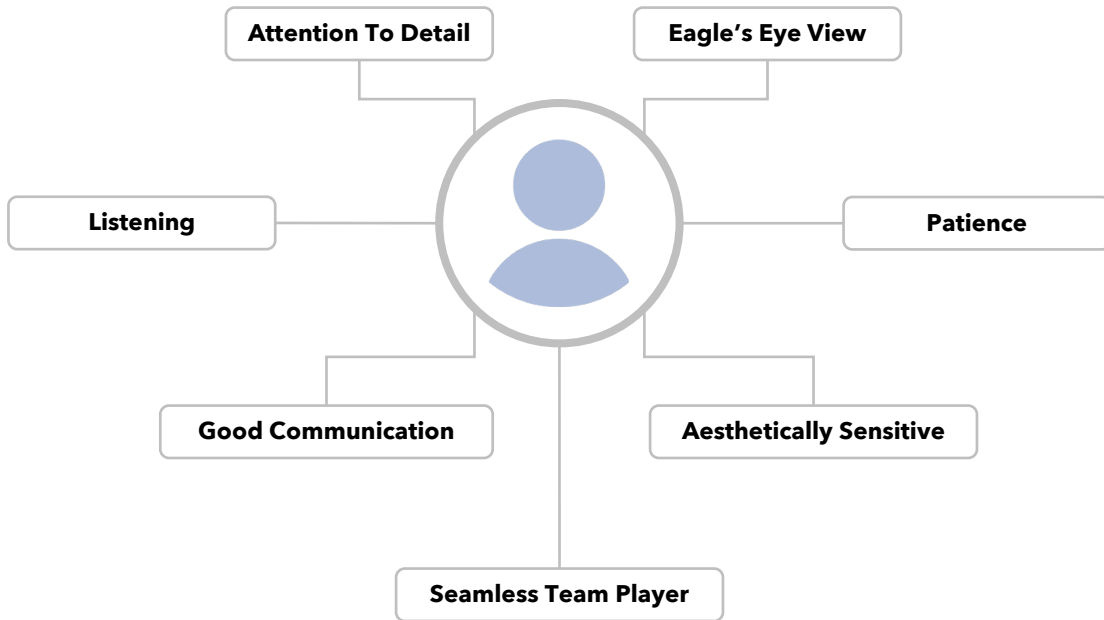 Attention To Detail
Eagle’s Eye View
Listening
Patience
Good Communication
Aesthetically Sensitive
Seamless Team Player